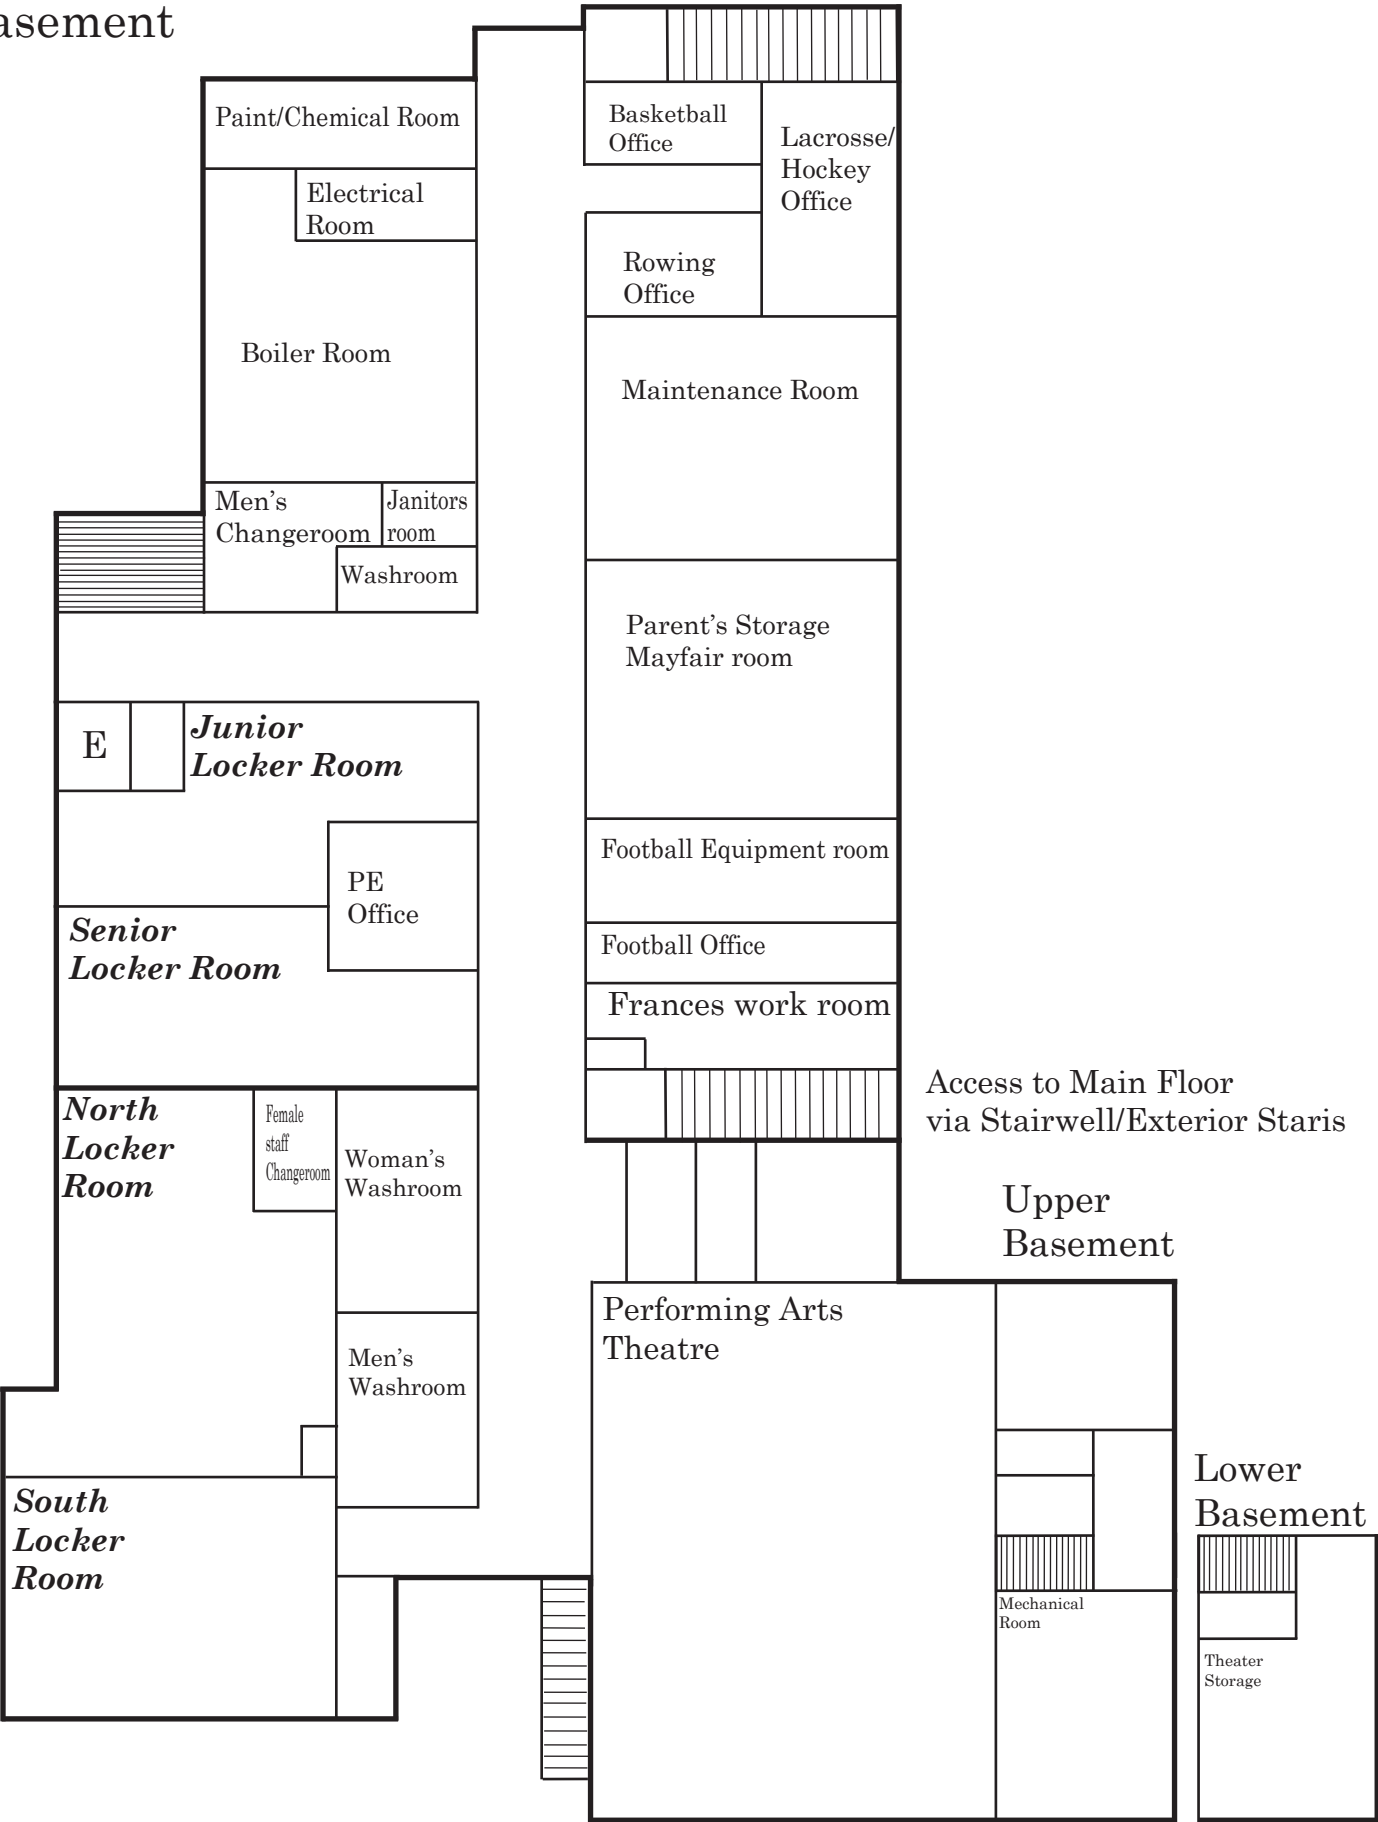 asement
Paint/Chemical Room
Electrical
Room
Boiler Room
Men’s
Changeroom
Janitors
room
Washroom
Basketball
Office
Lacrosse/
Hockey
Office
Rowing
Office
Maintenance Room
Parent’s Storage
Mayfair room
E
Junior
Locker Room
PE
Office
Senior
Locker Room
Football Equipment room
Football Office
Frances work room
North
Locker
Room
Female
staff
Changeroom
Woman’s
Washroom
Men’s
Washroom
South
Locker
Room
Access to Main Floor
via Stairwell/Exterior Staris
Upper
Basement
Performing Arts
Theatre
Mechanical
Room
Lower
Basement
Theater
Storage